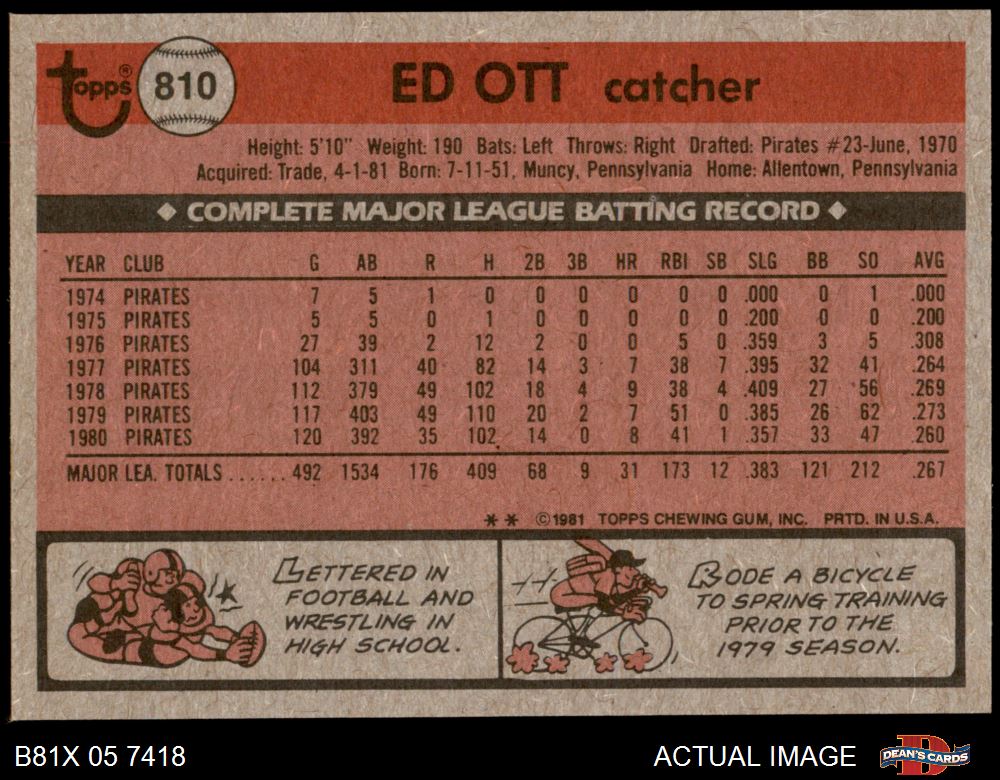 Topps® 810 ED OTT catcher
Height: 5'10" Weight: 190 Bats: Left Throws: Right Drafted: Pirates #23-June, 1970
Acquired: Trade, 4-1-81 Born: 7-11-51, Muncy, Pennsylvania Home: Allentown, Pennsylvania
◆ COMPLETE MAJOR LEAGUE BATTING RECORD ◆
YEAR CLUB G AB R H 2B 3B HR RBI SB SLG BB SO AVG
1974 PIRATES 7 5 1 0 0 0 0 0 0 .000 0 1 .000
1975 PIRATES 5 5 0 1 0 0 0 0 0 .200 0 0 .200
1976 PIRATES 27 39 2 12 2 0 0 5 0 .359 3 5 .308
1977 PIRATES 104 311 40 82 14 3 7 38 7 .395 32 41 .264
1978 PIRATES 112 379 49 102 18 4 9 38 4 .409 27 56 .269
1979 PIRATES 117 403 49 110 20 2 7 51 0 .385 26 62 .273
1980 PIRATES 120 392 35 102 14 0 8 41 1 .357 33 47 .260
MAJOR LEA. TOTALS ...... 492 1534 176 409 68 9 31 173 12 .383 121 212 .267
** ©1981 TOPPS CHEWING GUM, INC. PRTD. IN U.S.A.
LETTERED IN
FOOTBALL AND
WRESTLING IN
HIGH SCHOOL.
RODE A BICYCLE
TO SPRING TRAINING
PRIOR TO THE
1979 SEASON.
B81X 05 7418 ACTUAL IMAGE DEAN'S CARDS